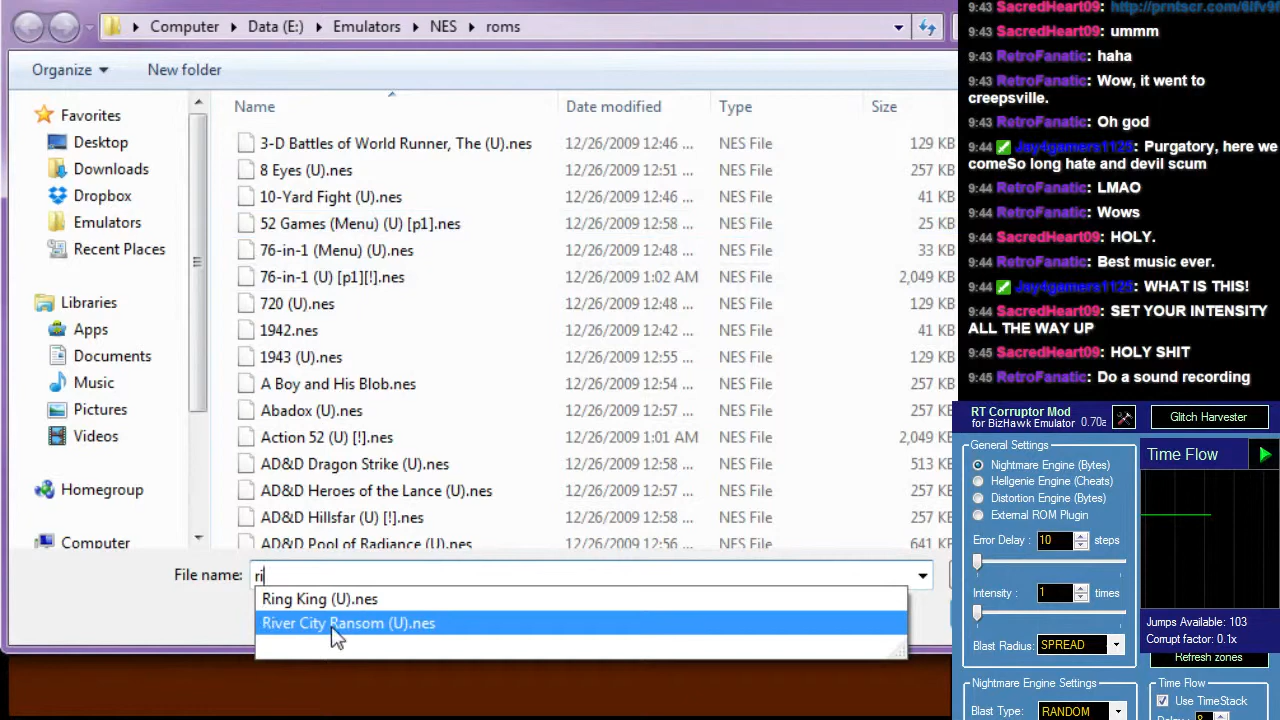 Computer ▸ Data (E:) ▸ Emulators ▸ NES ▸ roms
Organize
New folder
Name
Date modified
Type
Size
Favorites
Desktop
Downloads
Dropbox
Emulators
Recent Places
Libraries
Apps
Documents
Music
Pictures
Videos
Homegroup
Computer
3-D Battles of World Runner, The (U).nes 12/26/2009 12:46 ... NES File 129 KB
8 Eyes (U).nes 12/26/2009 12:51 ... NES File 257 KB
10-Yard Fight (U).nes 12/26/2009 12:46 ... NES File 41 KB
52 Games (Menu) (U) [p1].nes 12/26/2009 12:58 ... NES File 25 KB
76-in-1 (Menu) (U).nes 12/26/2009 12:48 ... NES File 33 KB
76-in-1 (U) [p1][!].nes 12/26/2009 1:02 AM NES File 2,049 KB
720 (U).nes 12/26/2009 12:48 ... NES File 129 KB
1942.nes 12/26/2009 12:42 ... NES File 41 KB
1943 (U).nes 12/26/2009 12:55 ... NES File 129 KB
A Boy and His Blob.nes 12/26/2009 12:54 ... NES File 257 KB
Abadox (U).nes 12/26/2009 12:57 ... NES File 257 KB
Action 52 (U) [!].nes 12/26/2009 1:01 AM NES File 2,049 KB
AD&D Dragon Strike (U).nes 12/26/2009 12:58 ... NES File 513 KB
AD&D Heroes of the Lance (U).nes 12/26/2009 12:57 ... NES File 257 KB
AD&D Hillsfar (U) [!].nes 12/26/2009 12:58 ... NES File 257 KB
AD&D Pool of Radiance (U).nes 12/26/2009 12:58 ... NES File 641 KB
File name: ri
Ring King (U).nes
River City Ransom (U).nes
9:43 SacredHeart09:
9:43 SacredHeart09: ummm
9:43 RetroFanatic: haha
9:43 RetroFanatic: Wow, it went to
creepsville.
9:43 RetroFanatic: Oh god
9:44 Jay4gamers1125: Purgatory, here we
comeSo long hate and devil scum
9:44 RetroFanatic: LMAO
9:44 RetroFanatic: Wows
9:44 SacredHeart09: HOLY.
9:44 RetroFanatic: Best music ever.
9:44 Jay4gamers1125: WHAT IS THIS!
9:44 SacredHeart09: SET YOUR INTENSITY
ALL THE WAY UP
9:45 SacredHeart09: HOLY SHIT
9:45 RetroFanatic: Do a sound recording
RT Corruptor Mod
for BizHawk Emulator 0.70a
Glitch Harvester
General Settings
Nightmare Engine (Bytes)
Hellgenie Engine (Cheats)
Distortion Engine (Bytes)
External ROM Plugin
Error Delay: 10 steps
Intensity : 1 times
Blast Radius: SPREAD
Nightmare Engine Settings
Blast Type: RANDOM
Time Flow
Jumps Available: 103
Corrupt factor: 0.1x
Refresh zones
Time Flow
Use TimeStack